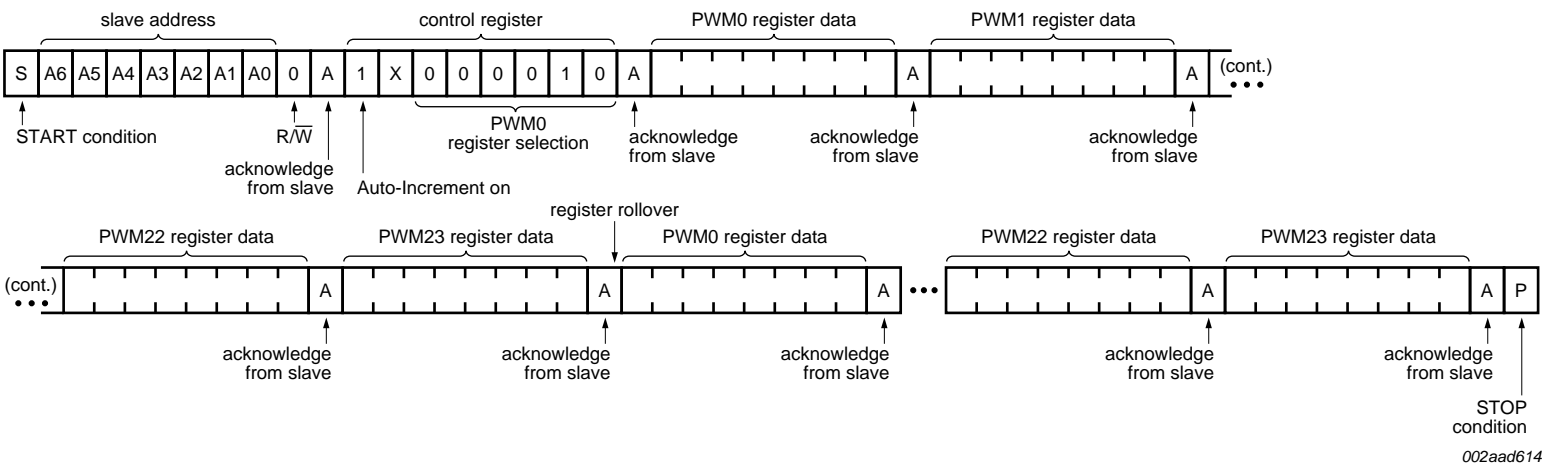 slave address
control register
PWM0 register data
PWM1 register data
S A6 A5 A4 A3 A2 A1 A0 0 A 1 X 0 0 0 0 1 0 A A A (cont.)
START condition
R/W̅
acknowledge
from slave
Auto-Increment on
PWM0
register selection
acknowledge
from slave
acknowledge
from slave
acknowledge
from slave
register rollover
PWM22 register data
PWM23 register data
PWM0 register data
PWM22 register data
PWM23 register data
(cont.) A A A A A P
acknowledge
from slave
acknowledge
from slave
acknowledge
from slave
acknowledge
from slave
acknowledge
from slave
STOP
condition
002aad614